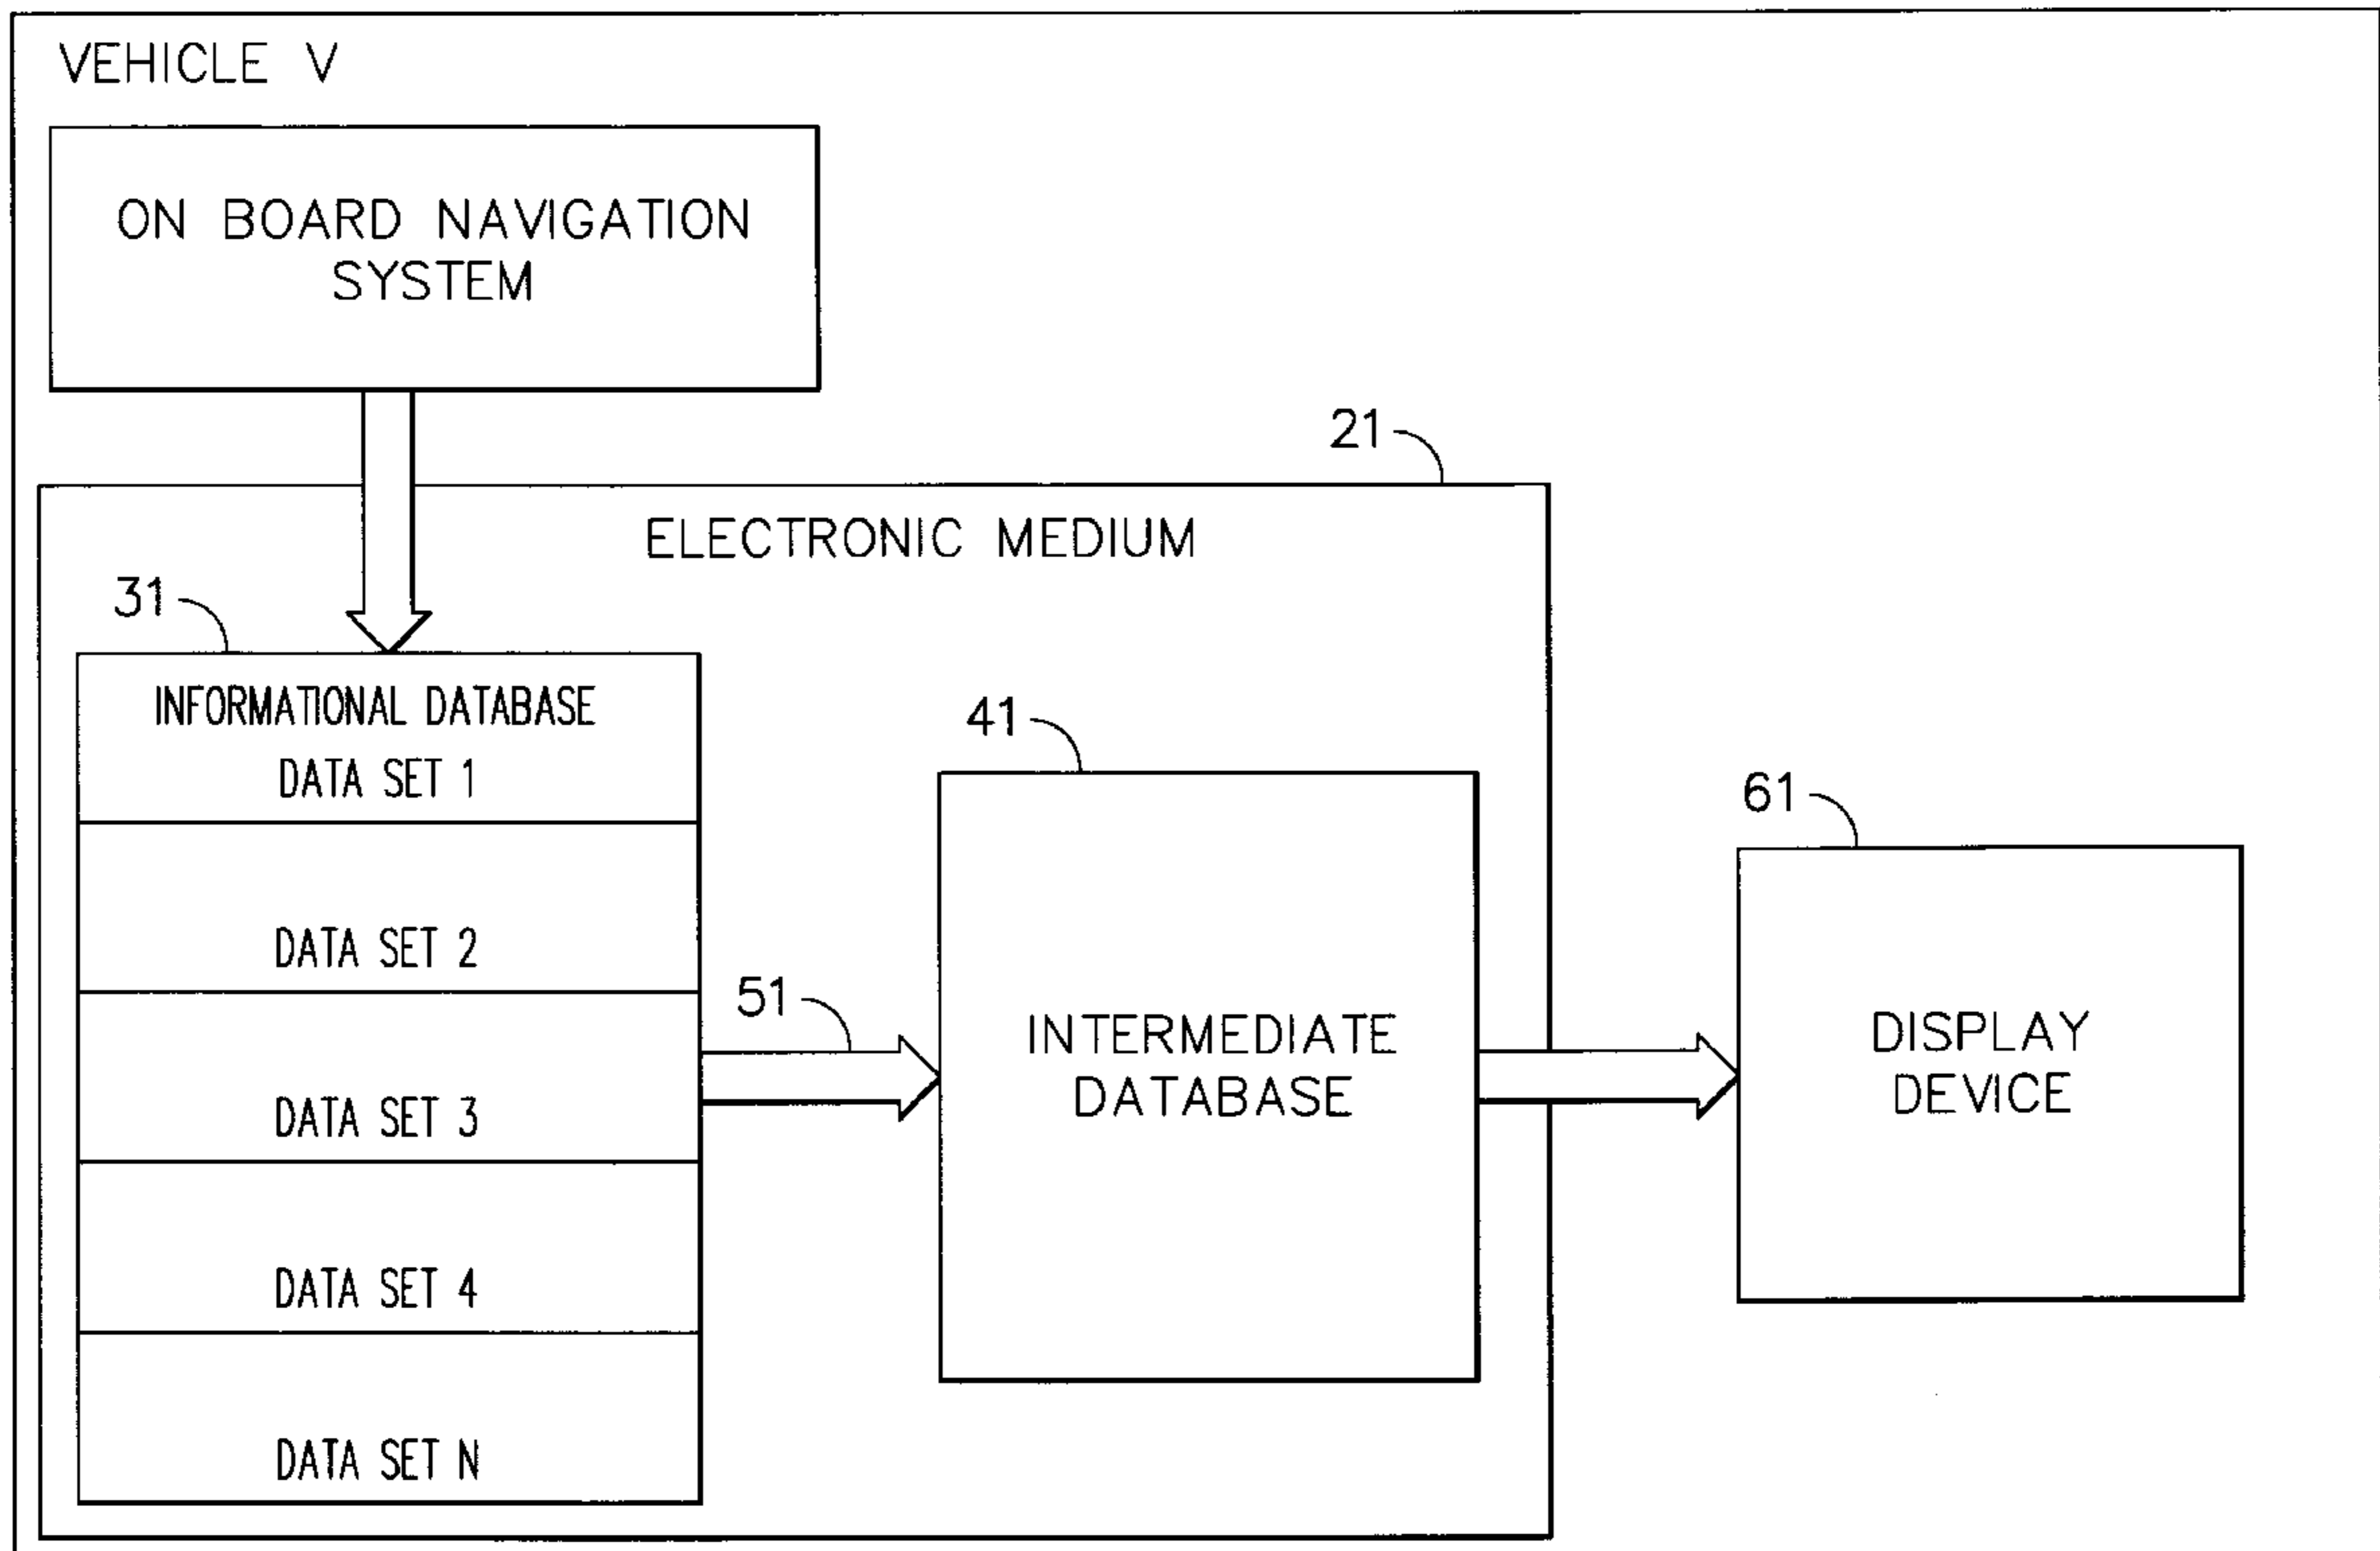 VEHICLE V
ON BOARD NAVIGATION
SYSTEM
21
ELECTRONIC MEDIUM
31
INFORMATIONAL DATABASE
DATA SET 1
DATA SET 2
DATA SET 3
DATA SET 4
DATA SET N
41
51
INTERMEDIATE
DATABASE
61
DISPLAY
DEVICE